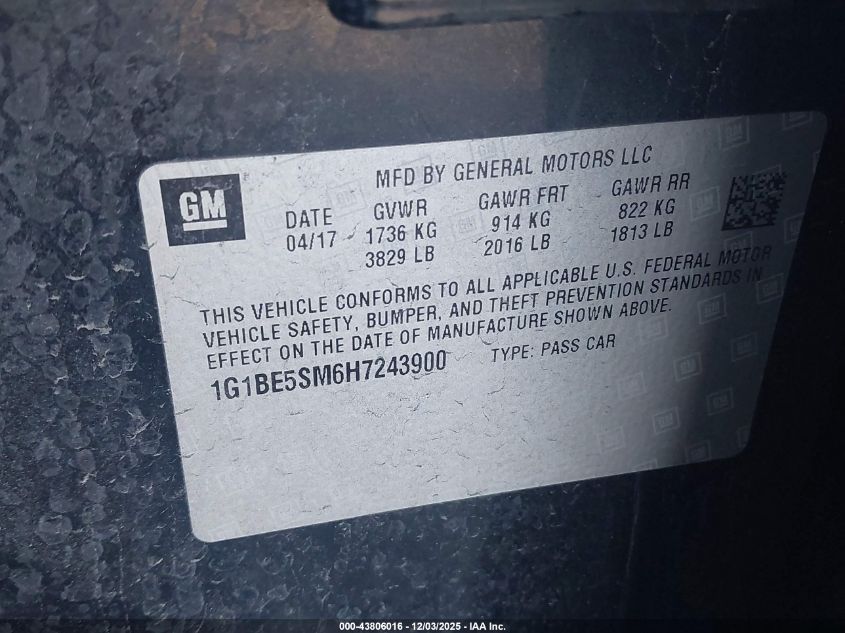 GM
MFD BY GENERAL MOTORS LLC
DATE GVWR GAWR FRT GAWR RR
04/17 1736 KG 914 KG 822 KG
3829 LB 2016 LB 1813 LB
THIS VEHICLE CONFORMS TO ALL APPLICABLE U.S. FEDERAL MOTOR
VEHICLE SAFETY, BUMPER, AND THEFT PREVENTION STANDARDS IN
EFFECT ON THE DATE OF MANUFACTURE SHOWN ABOVE.
1G1BE5SM6H7243900 TYPE: PASS CAR
000-43806016 - 12/03/2025 - IAA Inc.